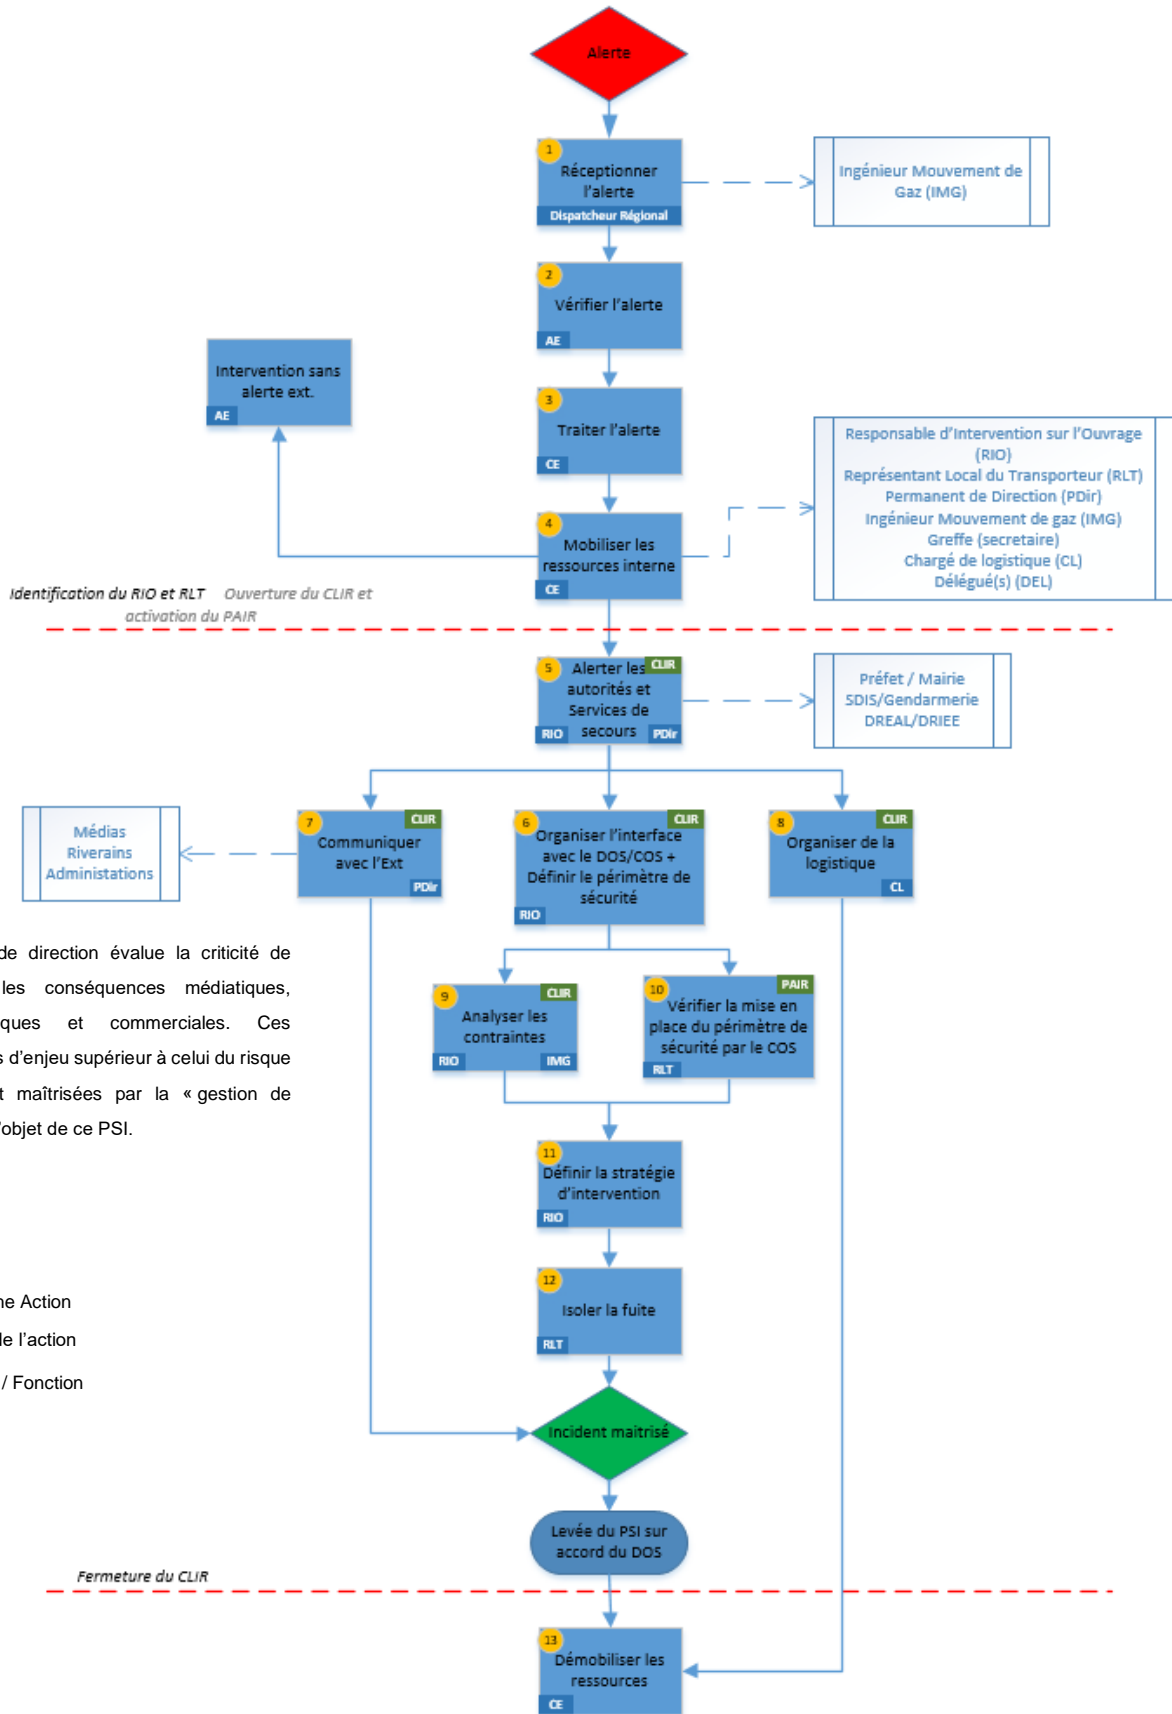 Alerte
1
Réceptionner
l'alerte
Dispatcheur Régional
Ingénieur Mouvement de
Gaz (IMG)
2
Vérifier l'alerte
AE
Intervention sans
alerte ext.
AE
3
Traiter l'alerte
CE
4
Mobiliser les
ressources interne
CE
Responsable d'Intervention sur l'Ouvrage
(RIO)
Représentant Local du Transporteur (RLT)
Permanent de Direction (PDir)
Ingénieur Mouvement de gaz (IMG)
Greffe (secretaire)
Chargé de logistique (CL)
Délégué(s) (DEL)
Identification du RIO et RLT Ouverture du CLIR et
activation du PAIR
5
CLIR
Alerter les
autorités et
Services de
secours
RIO
PDir
Préfet / Mairie
SDIS/Gendarmerie
DREAL/DRIEE
Médias
Riverains
Administations
7
CLIR
Communiquer
avec l'Ext
PDir
6
CLIR
Organiser l'interface
avec le DOS/COS +
Définir le périmètre de
sécurité
RIO
8
CLIR
Organiser de la
logistique
CL
de direction évalue la criticité de
les conséquences médiatiques,
ques et commerciales. Ces
s d'enjeu supérieur à celui du risque
t maîtrisées par la « gestion de
'objet de ce PSI.
9
CLIR
Analyser les
contraintes
RIO
IMG
10
PAIR
Vérifier la mise en
place du périmètre de
sécurité par le COS
RLT
11
Définir la stratégie
d'intervention
RIO
12
Isoler la fuite
RLT
ne Action
de l'action
/ Fonction
Incident maitrisé
Levée du PSI sur
accord du DOS
Fermeture du CLIR
13
Démobiliser les
ressources
CE